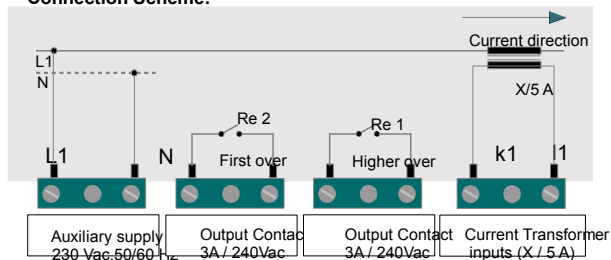 Connection Scheme:
Current direction
L1
N
X/5 A
Re 2
Re 1
L1
N
First over
Higher over
k1
l1
Auxiliary supply
230 Vac.50/60 Hz
Output Contac
3A / 240Vac
Output Contact
3A / 240Vac
Current Transformer
inputs (X / 5 A)